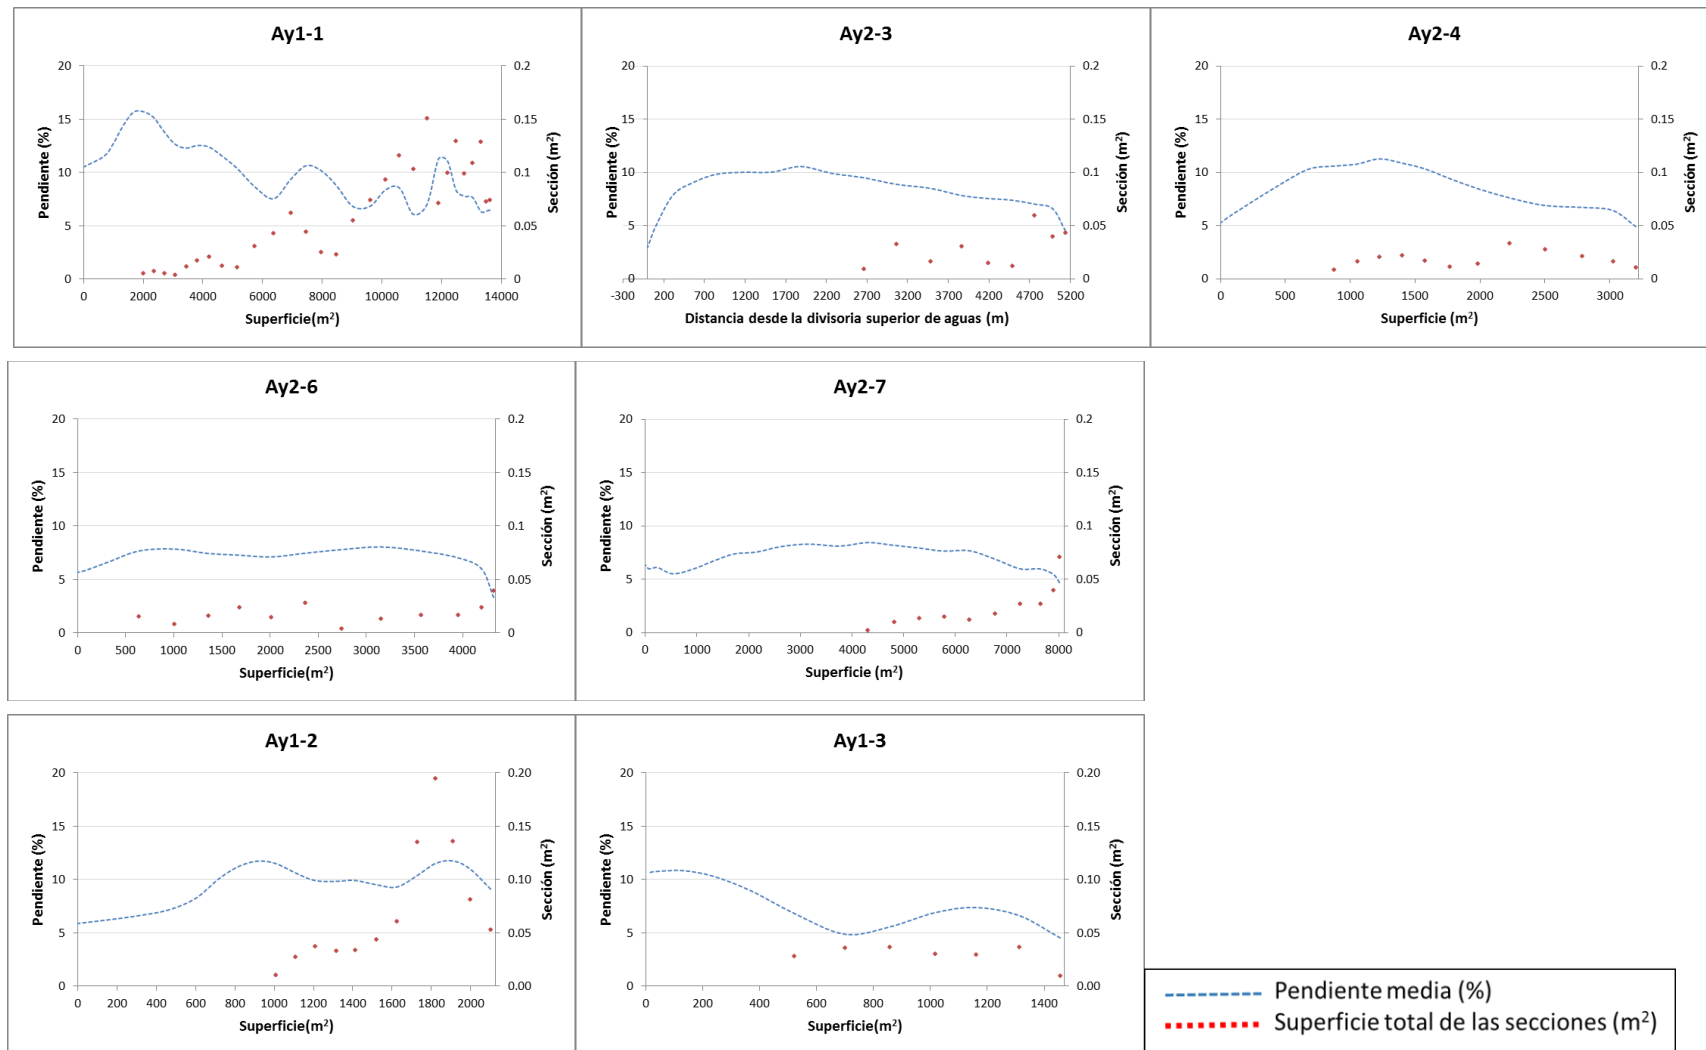 Ay1-1
Pendiente (%)
20
15
10
5
0
0.2
0.15
0.1
0.05
0
Sección (m²)
0 2000 4000 6000 8000 10000 12000 14000
Superficie(m²)
Ay2-3
Pendiente (%)
20
15
10
5
0
0.2
0.15
0.1
0.05
0
Sección (m²)
-300 200 700 1200 1700 2200 2700 3200 3700 4200 4700 5200
Distancia desde la divisoria superior de aguas (m)
Ay2-4
Pendiente (%)
20
15
10
5
0
0.2
0.15
0.1
0.05
0
Sección (m²)
0 500 1000 1500 2000 2500 3000
Superficie (m²)
Ay2-6
Pendiente (%)
20
15
10
5
0
0.2
0.15
0.1
0.05
0
Sección (m²)
0 500 1000 1500 2000 2500 3000 3500 4000
Superficie(m²)
Ay2-7
Pendiente (%)
20
15
10
5
0
0.2
0.15
0.1
0.05
0
Sección (m²)
0 1000 2000 3000 4000 5000 6000 7000 8000
Superficie (m²)
Ay1-2
Pendiente (%)
20
15
10
5
0
0.20
0.15
0.10
0.05
0.00
Sección (m²)
0 200 400 600 800 1000 1200 1400 1600 1800 2000
Superficie(m²)
Ay1-3
Pendiente (%)
20
15
10
5
0
0.20
0.15
0.10
0.05
0.00
Sección (m²)
0 200 400 600 800 1000 1200 1400
Superficie(m²)
Pendiente media (%)
Superficie total de las secciones (m²)